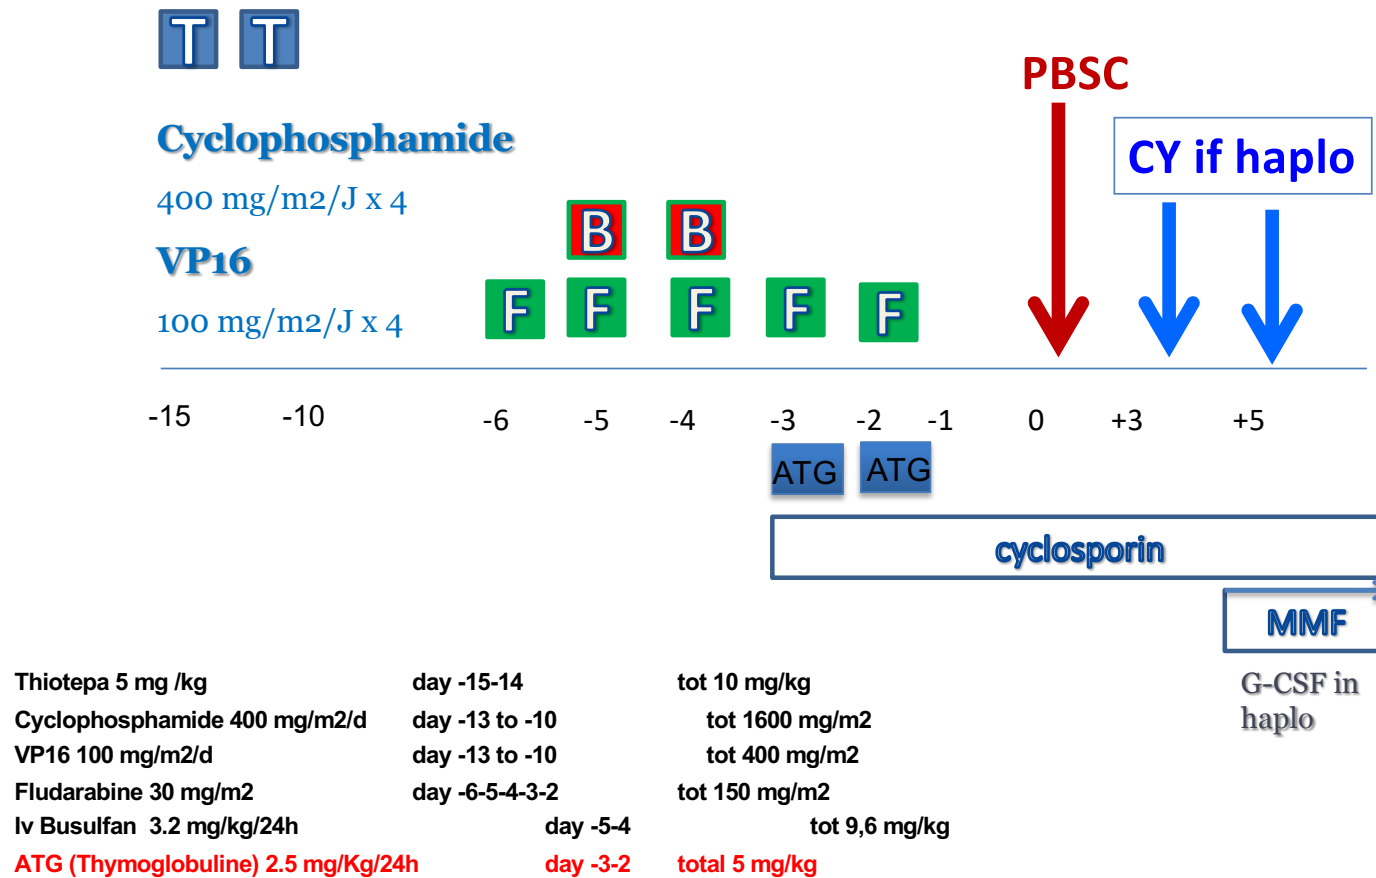 T T
PBSC
Cyclophosphamide
CY if haplo
400 mg/m2/J x 4
B B
VP16
100 mg/m2/J x 4
F F F F F
-15 -10 -6 -5 -4 -3 -2 -1 0 +3 +5
ATG ATG
cyclosporin
MMF
G-CSF in
haplo
Thiotepa 5 mg /kg day -15-14 tot 10 mg/kg
Cyclophosphamide 400 mg/m2/d day -13 to -10 tot 1600 mg/m2
VP16 100 mg/m2/d day -13 to -10 tot 400 mg/m2
Fludarabine 30 mg/m2 day -6-5-4-3-2 tot 150 mg/m2
Iv Busulfan 3.2 mg/kg/24h day -5-4 tot 9,6 mg/kg
ATG (Thymoglobuline) 2.5 mg/Kg/24h day -3-2 total 5 mg/kg